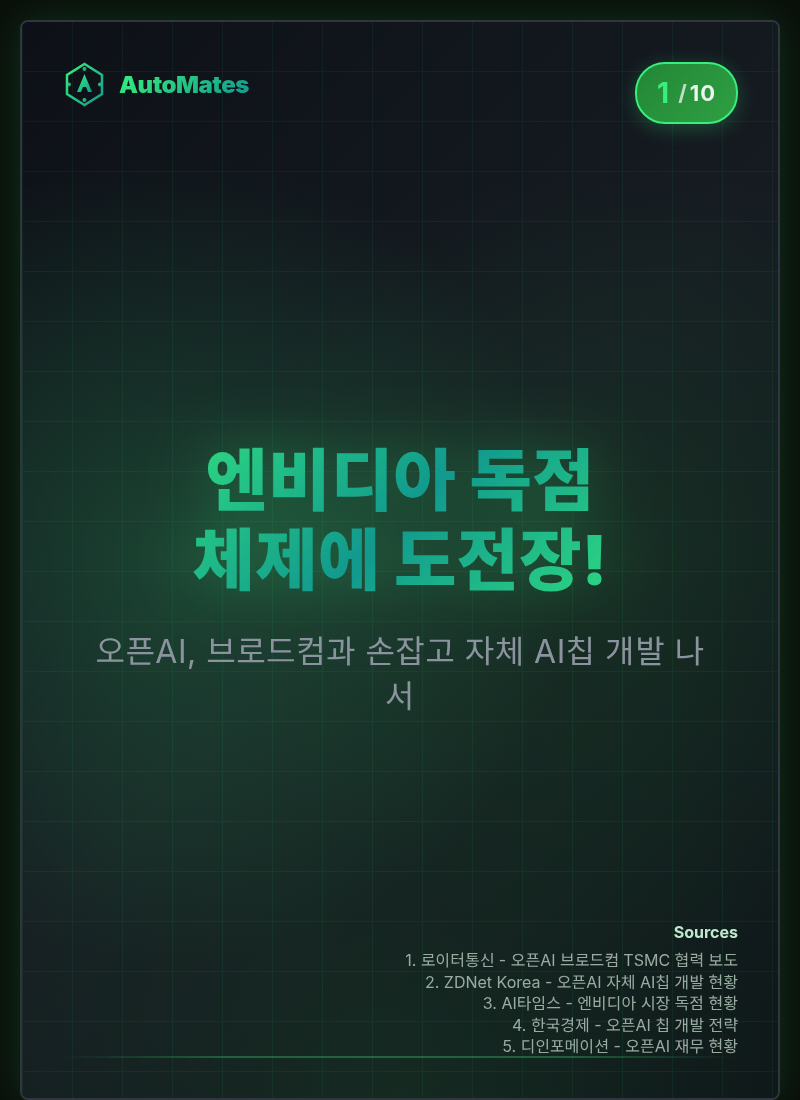 AutoMates
1 /10
엔비디아 독점
체제에 도전장!
오픈AI, 브로드컴과 손잡고 자체 AI칩 개발 나
서
Sources
1. 로이터통신 - 오픈AI 브로드컴 TSMC 협력 보도
2. ZDNet Korea - 오픈AI 자체 AI칩 개발 현황
3. AI타임스 - 엔비디아 시장 독점 현황
4. 한국경제 - 오픈AI 칩 개발 전략
5. 디인포메이션 - 오픈AI 재무 현황